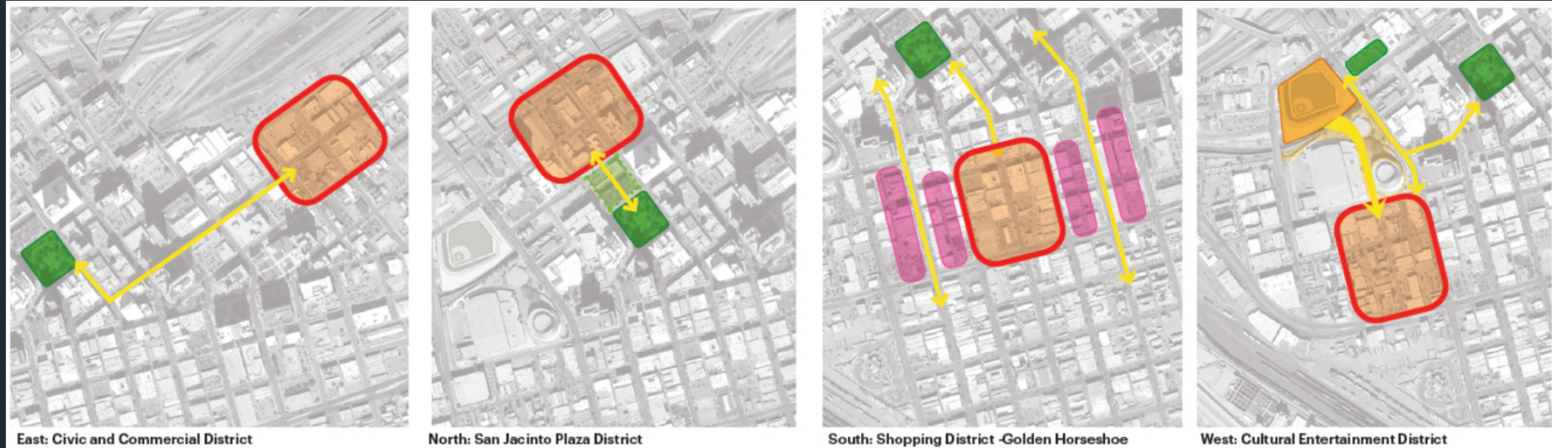 East: Civic and Commercial District
North: San Jacinto Plaza District
South: Shopping District -Golden Horseshoe
West: Cultural Entertainment District